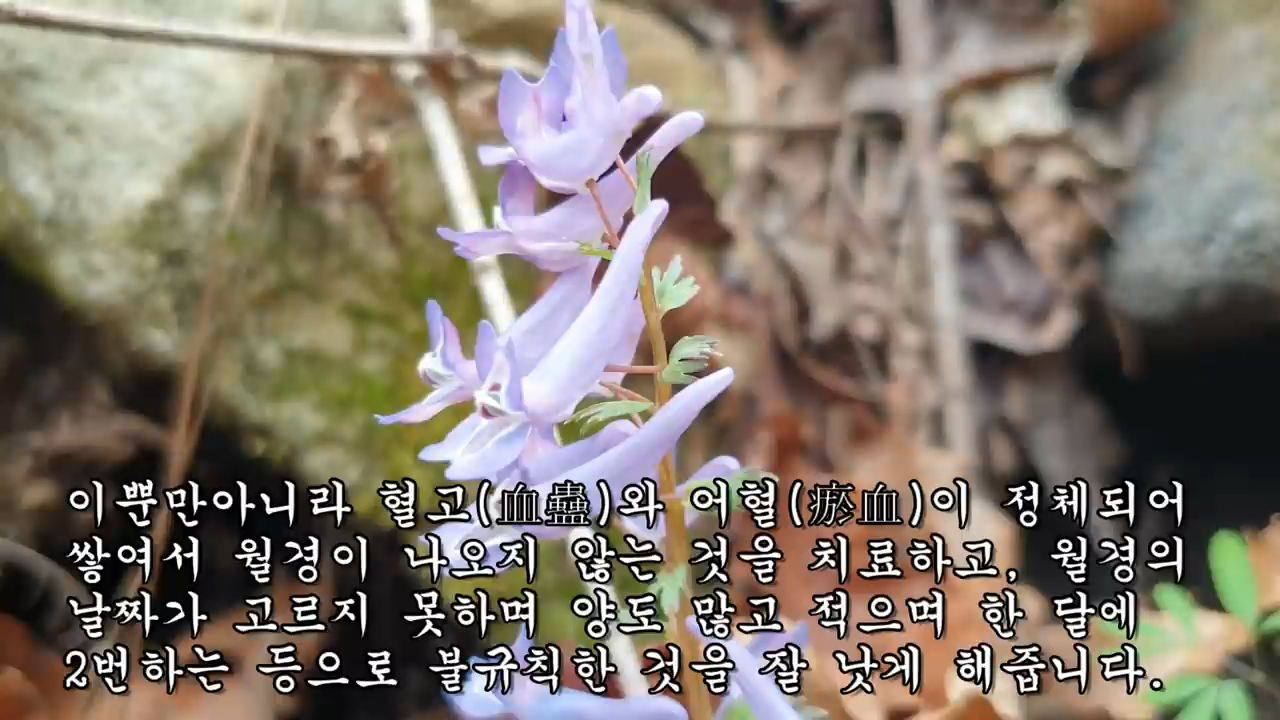 이뿐만아니라 혈고(血蠱)와 어혈(瘀血)이 정체되어
쌓여서 월경이 나오지 않는 것을 치료하고, 월경의
날짜가 고르지 못하며 양도 많고 적으며 한 달에
2번하는 등으로 불규칙한 것을 잘 낫게 해줍니다.